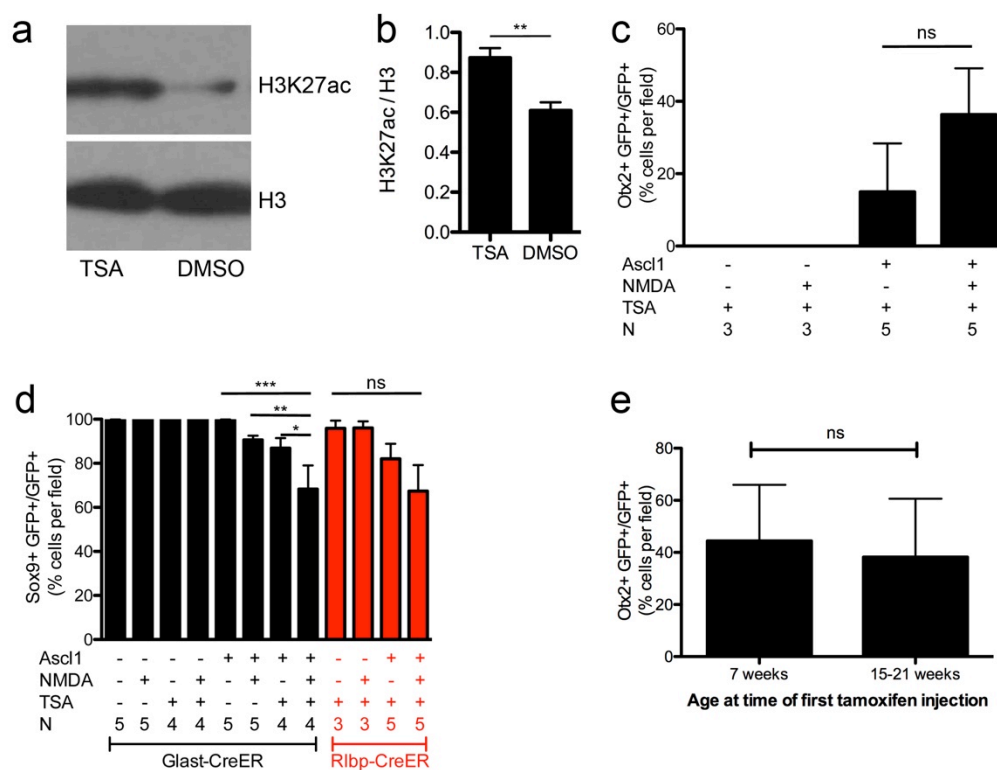 a
H3K27ac
H3
TSA DMSO
b
**
H3K27ac / H3
1.0
0.8
0.6
0.4
0.2
0.0
TSA
DMSO
c
ns
Otx2+ GFP+/GFP+
(% cells per field)
60
40
20
0
Ascl1 - - + +
NMDA - + - +
TSA + + + +
N 3 3 5 5
d
***
**
*
ns
Sox9+ GFP+/GFP+
(% cells per field)
100
80
60
40
20
0
Ascl1 - - - - + + + + - - + +
NMDA - + - + - + - + - + - +
TSA - - + + - - + + + + + +
N 5 5 4 4 5 5 4 4 3 3 5 5
Glast-CreER Rlbp-CreER
e
ns
Otx2+ GFP+/GFP+
(% cells per field)
60
40
20
0
7 weeks 15-21 weeks
Age at time of first tamoxifen injection